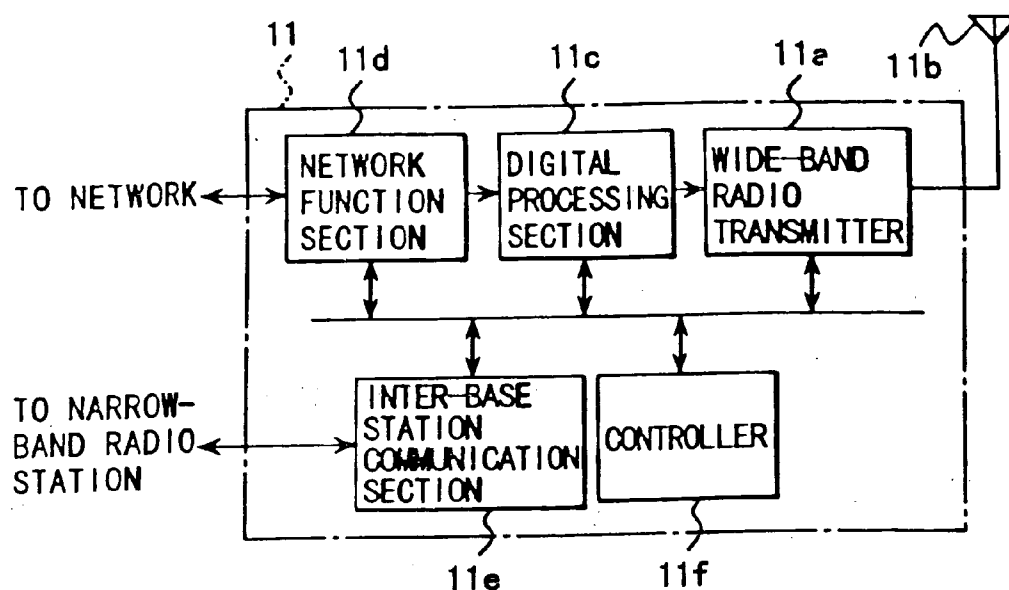 11
11d
11c
11a
11b
NETWORK
FUNCTION
SECTION
DIGITAL
PROCESSING
SECTION
WIDE-BAND
RADIO
TRANSMITTER
TO NETWORK
TO NARROW-
BAND RADIO
STATION
INTER-BASE
STATION
COMMUNICATION
SECTION
CONTROLLER
11e
11f